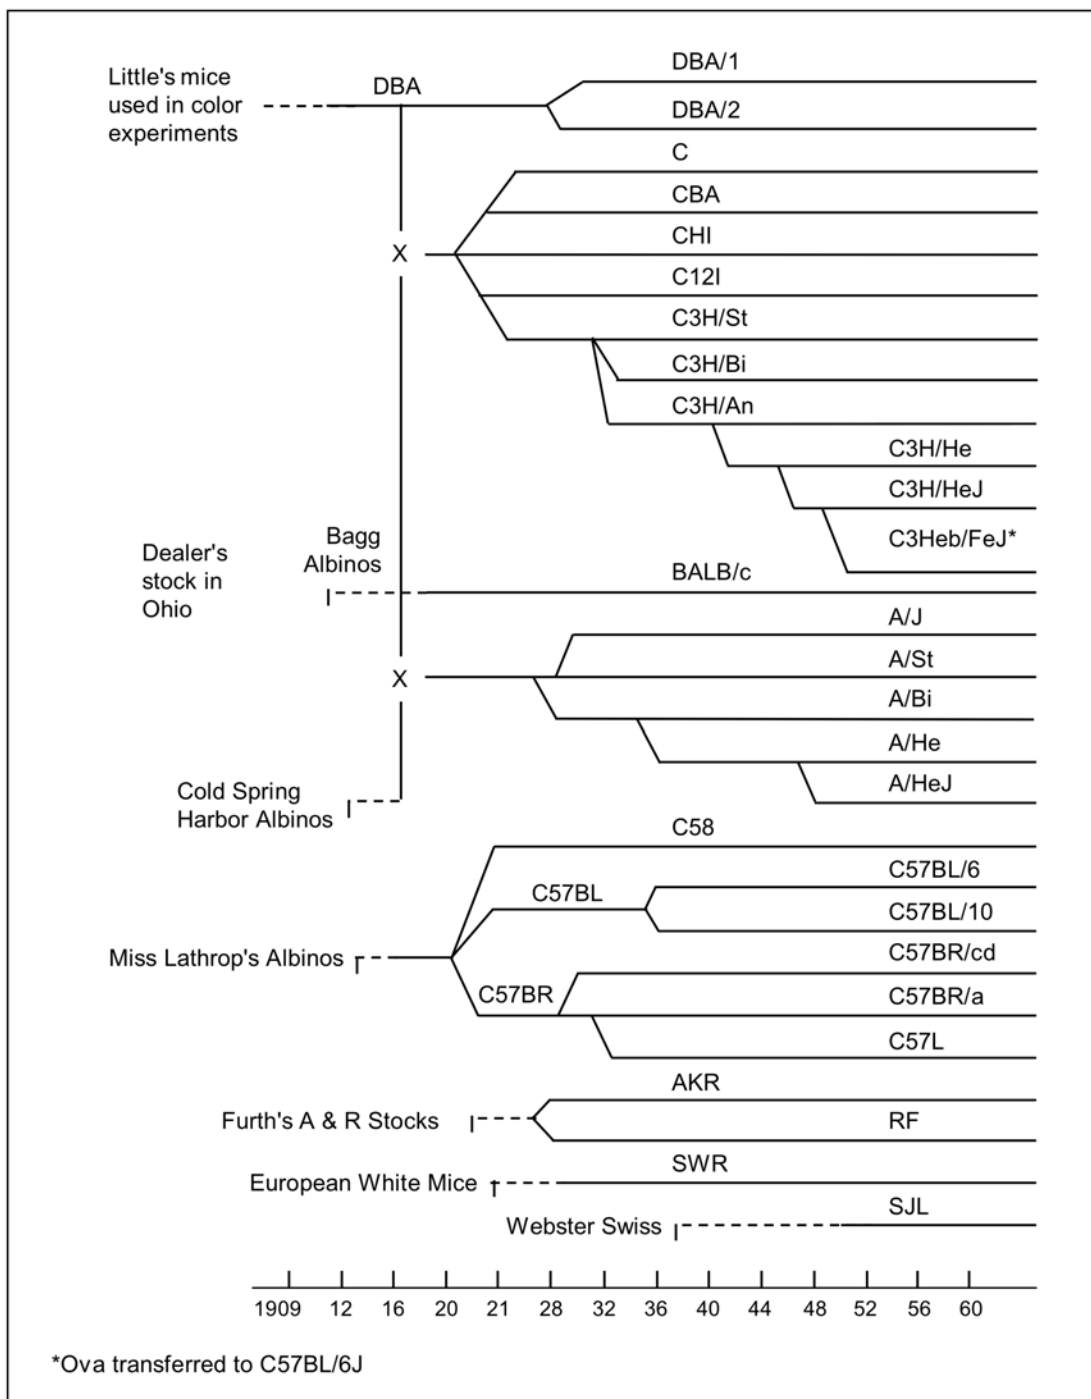 Little's mice
used in color
experiments
DBA
DBA/1
DBA/2
C
CBA
CHI
X
C12I
C3H/St
C3H/Bi
C3H/An
C3H/He
C3H/HeJ
C3Heb/FeJ*
Dealer's
stock in
Ohio
Bagg
Albinos
BALB/c
A/J
A/St
X
A/Bi
A/He
A/HeJ
Cold Spring
Harbor Albinos
C58
C57BL
C57BL/6
C57BL/10
Miss Lathrop's Albinos
C57BR/cd
C57BR
C57BR/a
C57L
AKR
Furth's A & R Stocks
RF
SWR
European White Mice
SJL
Webster Swiss
1909 12 16 20 21 28 32 36 40 44 48 52 56 60
*Ova transferred to C57BL/6J